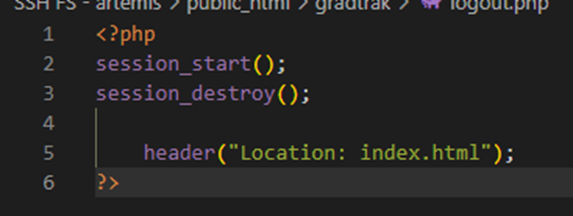 SSH FS - artemis > public_html > gradtrak > logout.php
1 <?php
2 session_start();
3 session_destroy();
4
5 header("Location: index.html");
6 ?>